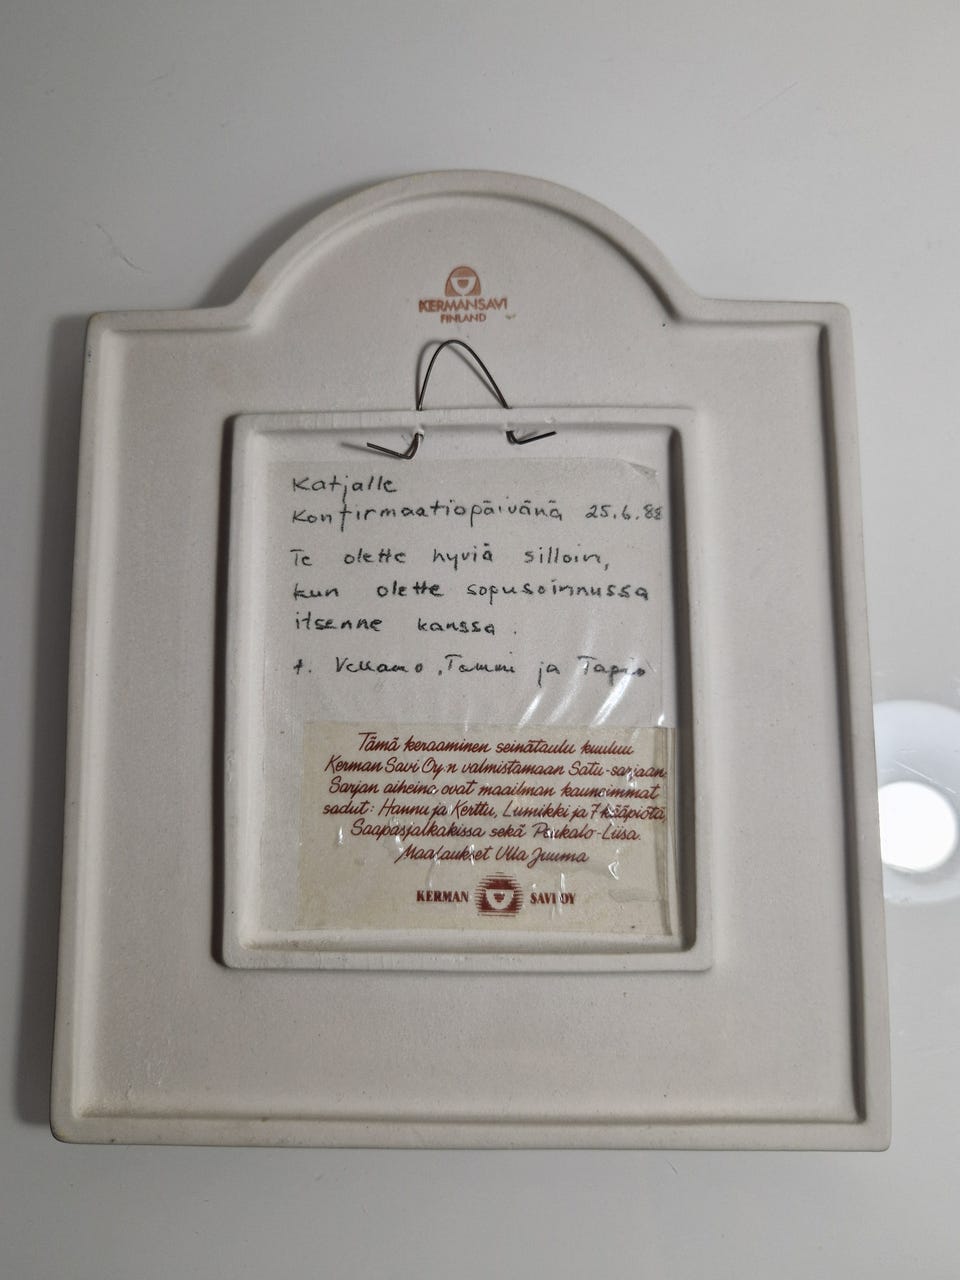 KERMANSAVI
FINLAND
Katjalle
Konfirmaatiopäivänä 25.6.88
Te olette hyviä silloin,
kun olette sopusoinnussa
itsenne kanssa.
t. Vellamo, Tommi ja Tapio
Tämä keraaminen seinätaulu kuuluu
Kerman Savi Oy:n valmistamaan Satu-sarjaan.
Sarjan aiheina ovat maailman kauneimmat
sadut: Hannu ja Kerttu, Lumikki ja 7 kääpiötä,
Saapasjalkakissa sekä Peukalo-Liisa.
Maalaukset Ulla Juuma
KERMAN SAVI OY